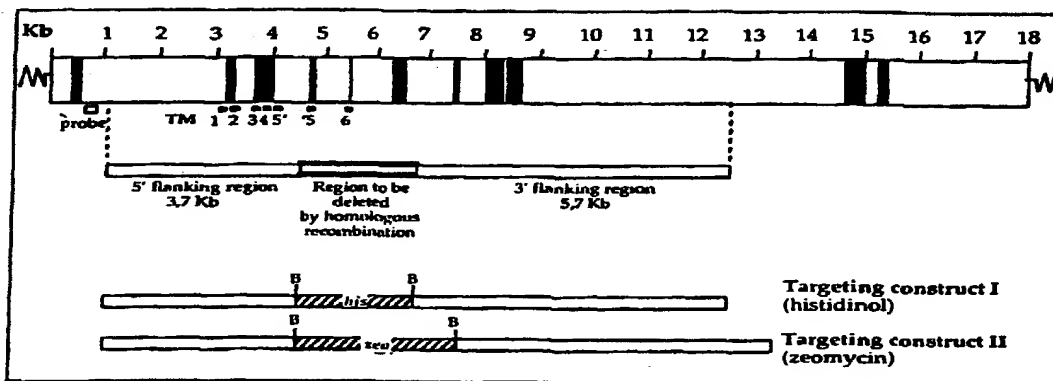 Kb 1 2 3 4 5 6 7 8 9 10 11 12 13 14 15 16 17 18
probe TM 1 2 3 4 5' '5 6
5' flanking region
3,7 Kb
Region to be
deleted
by homologous
recombination
3' flanking region
5,7 Kb
B B
his
Targeting construct I
(histidinol)
B B
Targeting construct II
(zeomycin)